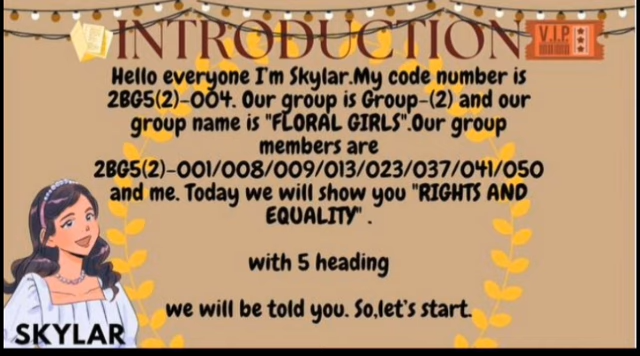 INTRODUCTION
V.I.P
Hello everyone I'm Skylar.My code number is
2BG5(2)-004. Our group is Group-(2) and our
group name is "FLORAL GIRLS".Our group
members are
2BG5(2)-001/008/009/013/023/037/041/050
and me. Today we will show you "RIGHTS AND
EQUALITY" .
with 5 heading
we will be told you. So,let's start.
SKYLAR